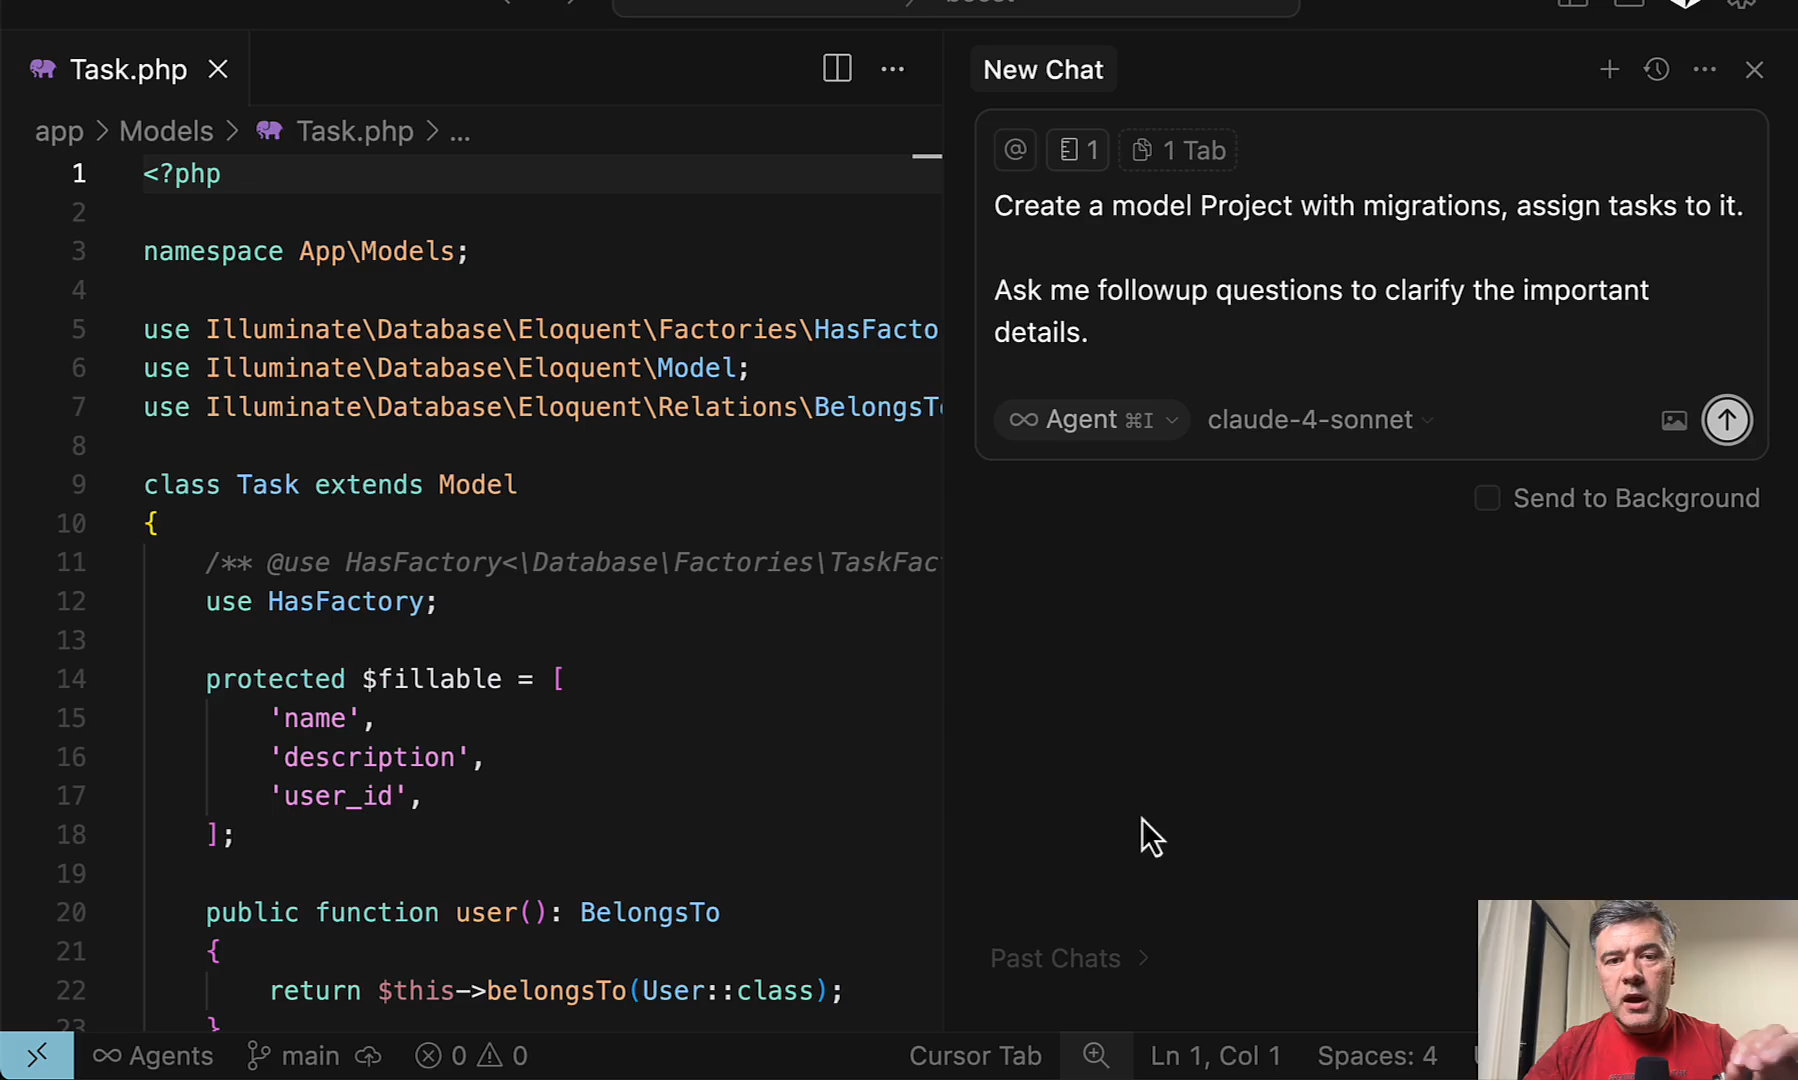 Task.php
New Chat
app > Models > Task.php > ...
@ 1 1 Tab
Create a model Project with migrations, assign tasks to it.
Ask me followup questions to clarify the important
details.
Agent ⌘I claude-4-sonnet
Send to Background
Past Chats >
1 <?php
2
3 namespace App\Models;
4
5 use Illuminate\Database\Eloquent\Factories\HasFacto
6 use Illuminate\Database\Eloquent\Model;
7 use Illuminate\Database\Eloquent\Relations\BelongsTo
8
9 class Task extends Model
10 {
11 /** @use HasFactory<\Database\Factories\TaskFac
12 use HasFactory;
13
14 protected $fillable = [
15 'name',
16 'description',
17 'user_id',
18 ];
19
20 public function user(): BelongsTo
21 {
22 return $this->belongsTo(User::class);
23 }
Agents main 0 0 Cursor Tab Ln 1, Col 1 Spaces: 4